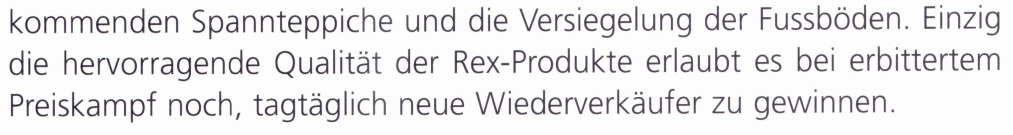 kommenden Spannteppiche und die Versiegelung der Fussböden. Einzig
die hervorragende Qualität der Rex-Produkte erlaubt es bei erbittertem
Preiskampf noch, tagtäglich neue Wiederverkäufer zu gewinnen.